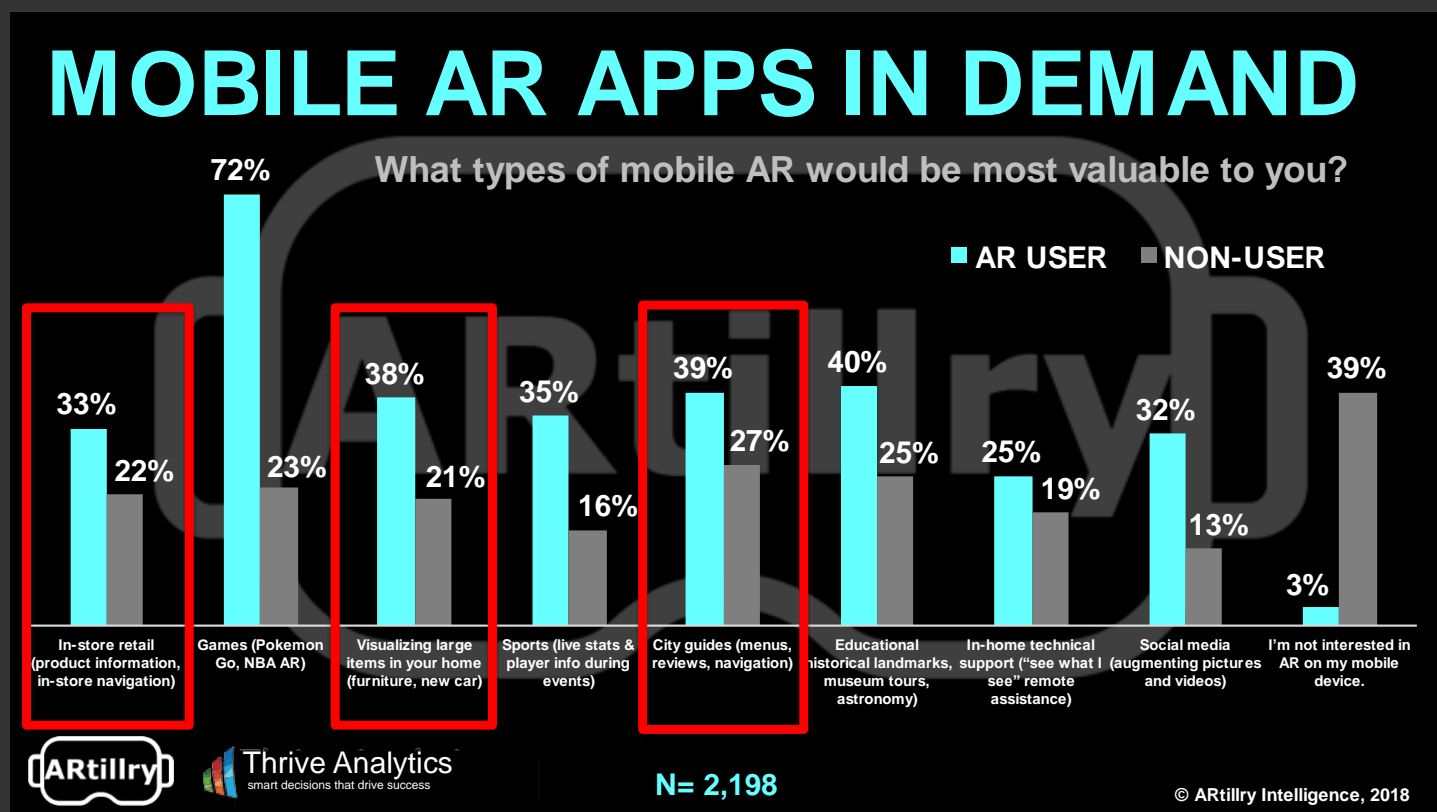 MOBILE AR APPS IN DEMAND
What types of mobile AR would be most valuable to you?
AR USER
NON-USER
33%
22%
72%
23%
38%
21%
35%
16%
39%
27%
40%
25%
25%
19%
32%
13%
3%
39%
In-store retail
(product information,
in-store navigation)
Games (Pokemon
Go, NBA AR)
Visualizing large
items in your home
(furniture, new car)
Sports (live stats &
player info during
events)
City guides (menus,
reviews, navigation)
Educational
historical landmarks,
museum tours,
astronomy)
In-home technical
support (“see what I
see” remote
assistance)
Social media
(augmenting pictures
and videos)
I’m not interested in
AR on my mobile
device.
ARtillry
ARtillry
Thrive Analytics
smart decisions that drive success
N= 2,198
© ARtillry Intelligence, 2018